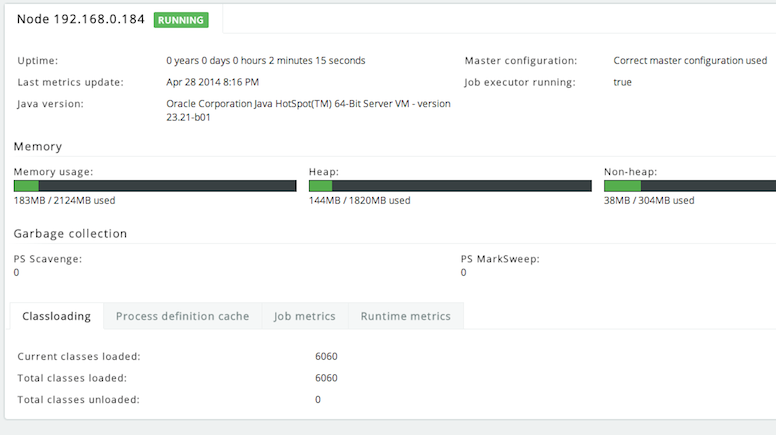 Node 192.168.0.184 RUNNING
Uptime: 0 years 0 days 0 hours 2 minutes 15 seconds Master configuration: Correct master configuration used
Last metrics update: Apr 28 2014 8:16 PM Job executor running: true
Java version: Oracle Corporation Java HotSpot(TM) 64-Bit Server VM - version
23.21-b01
Memory
Memory usage: Heap: Non-heap:
183MB / 2124MB used 144MB / 1820MB used 38MB / 304MB used
Garbage collection
PS Scavenge: PS MarkSweep:
0 0
Classloading Process definition cache Job metrics Runtime metrics
Current classes loaded: 6060
Total classes loaded: 6060
Total classes unloaded: 0